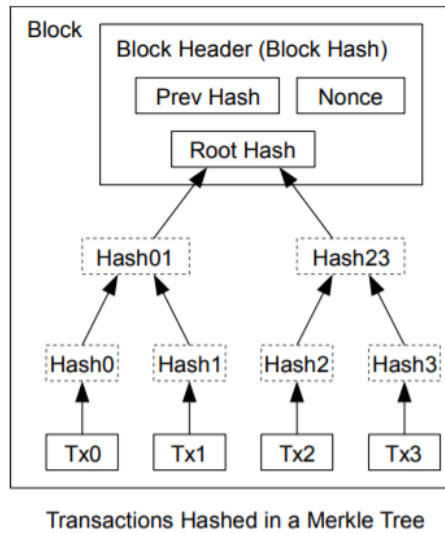 Block
Block Header (Block Hash)
Prev Hash
Nonce
Root Hash
Hash01
Hash23
Hash0
Hash1
Hash2
Hash3
Tx0
Tx1
Tx2
Tx3
Transactions Hashed in a Merkle Tree